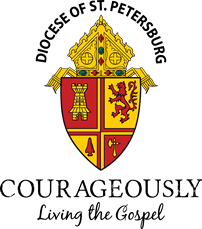 DIOCESE OF ST. PETERSBURG
COURAGEOUSLY
Living the Gospel